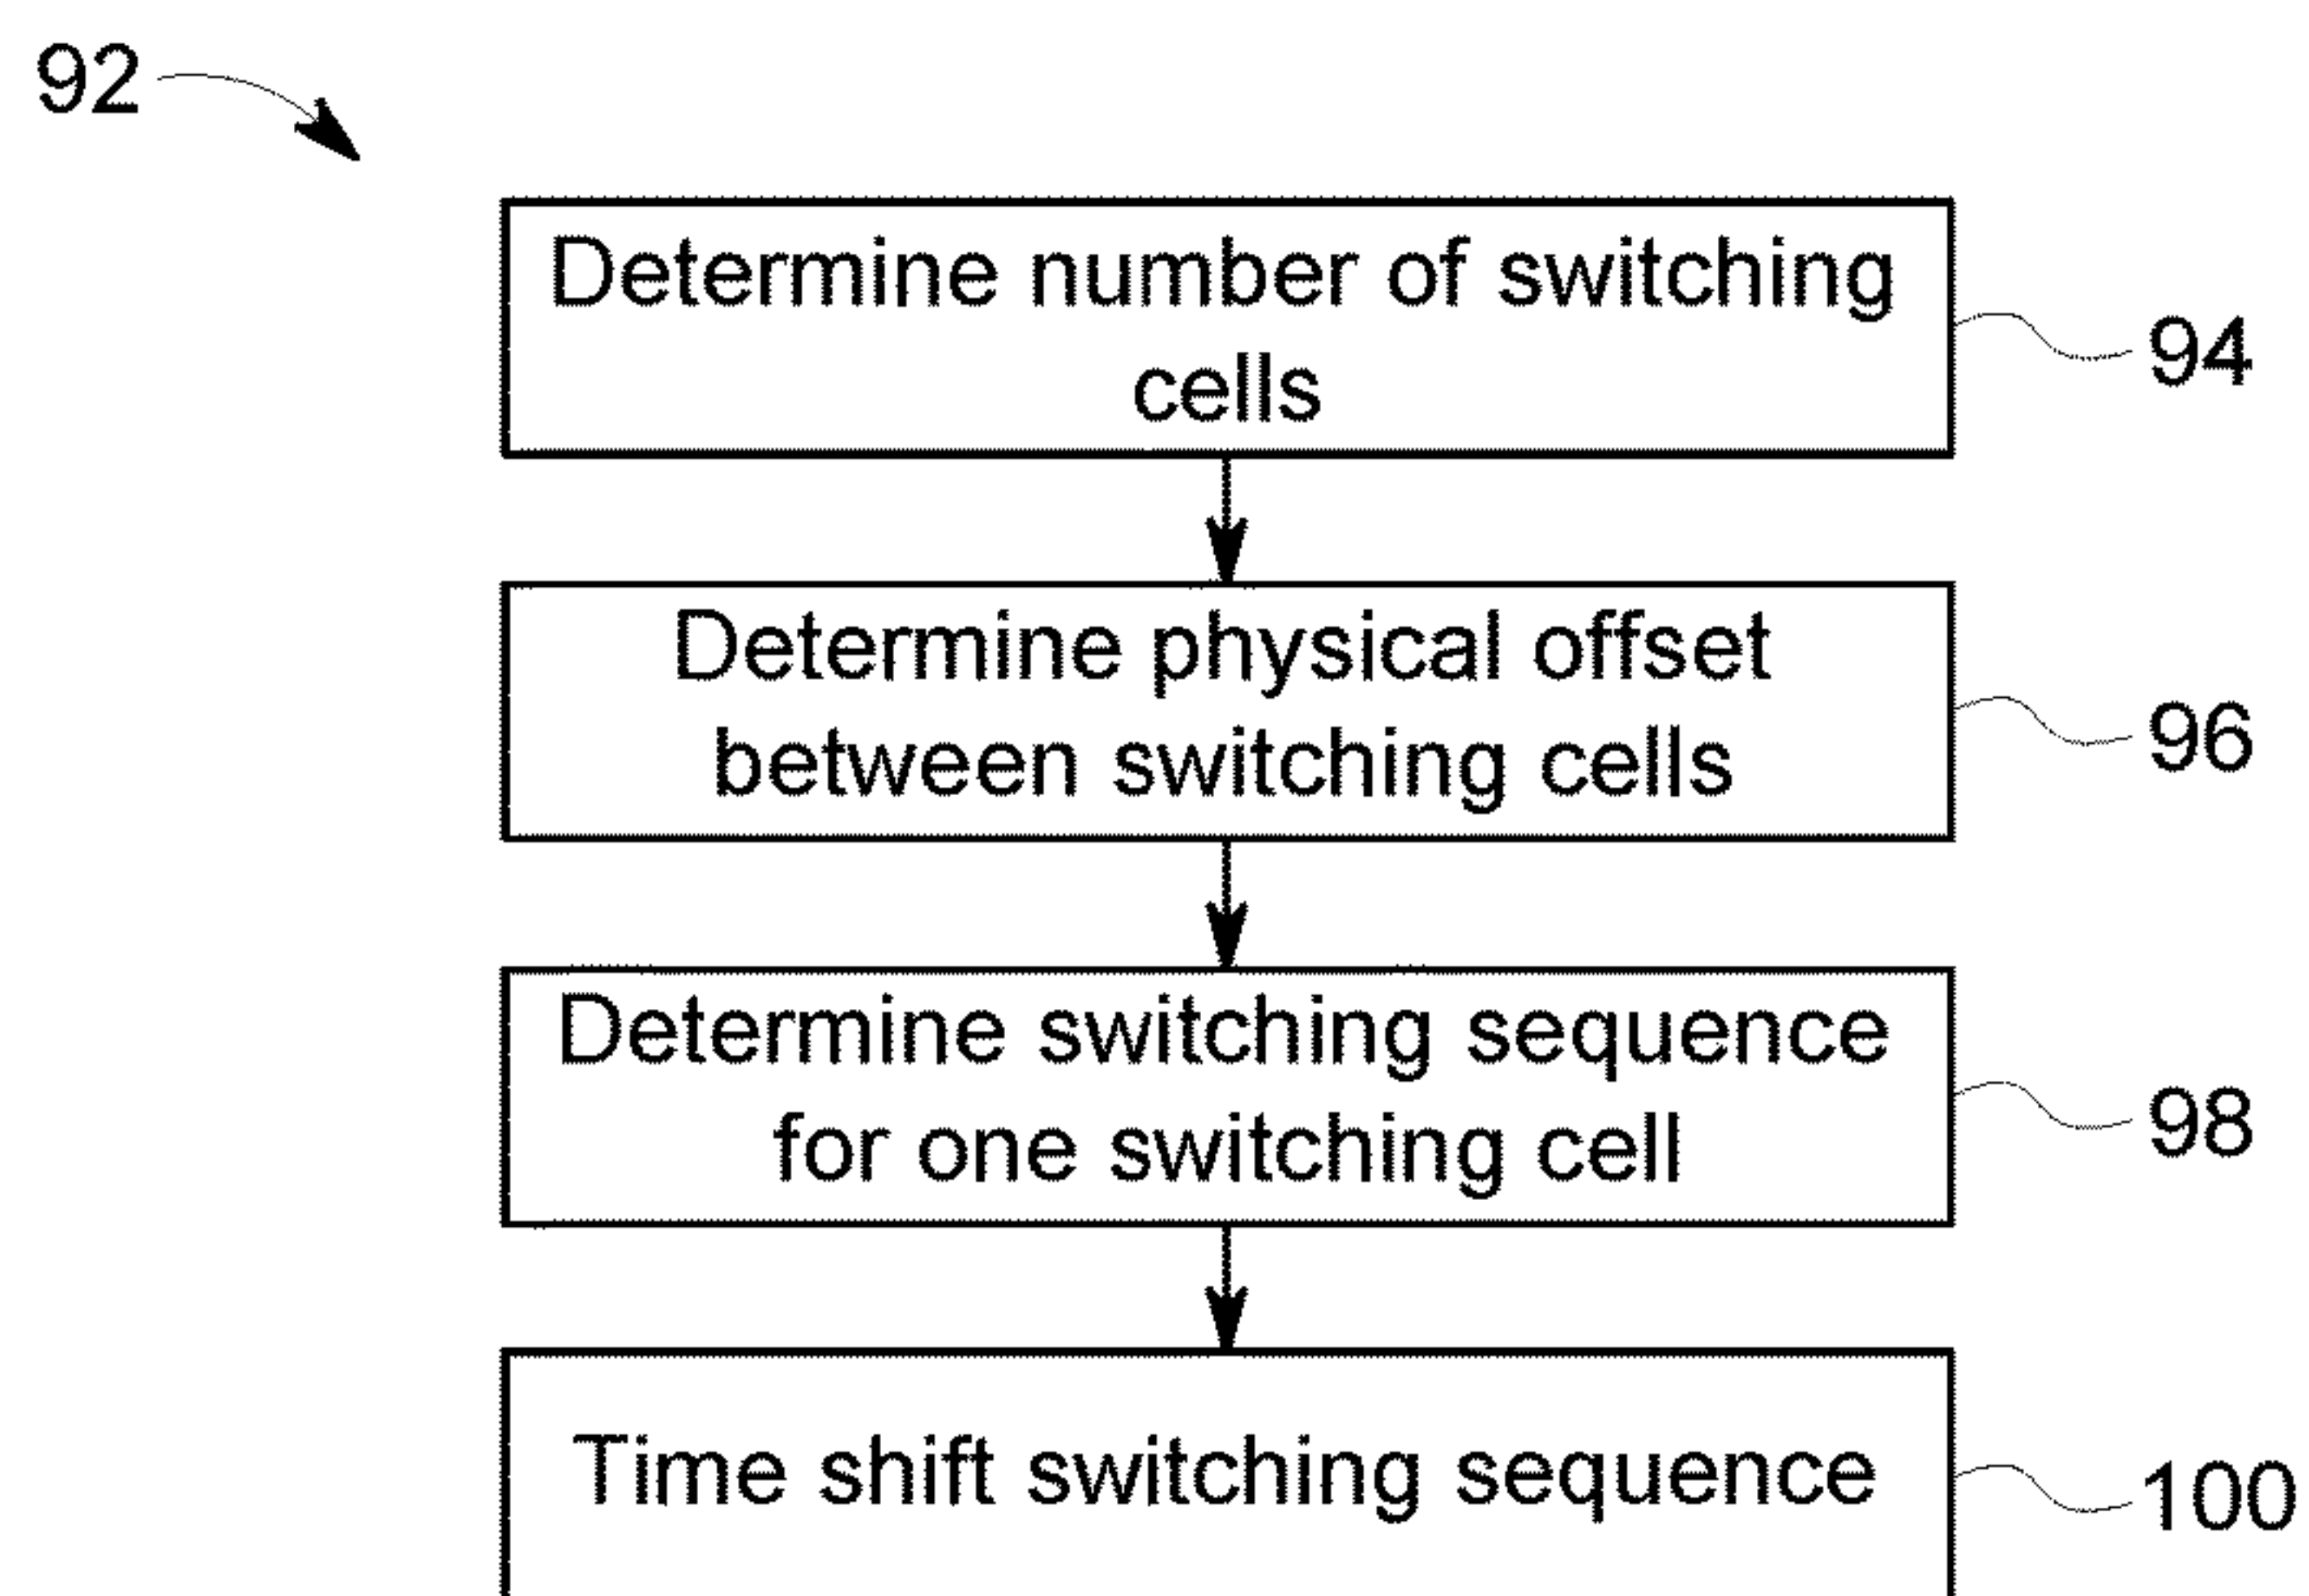 92
Determine number of switching
cells
94
Determine physical offset
between switching cells
96
Determine switching sequence
for one switching cell
98
Time shift switching sequence
100